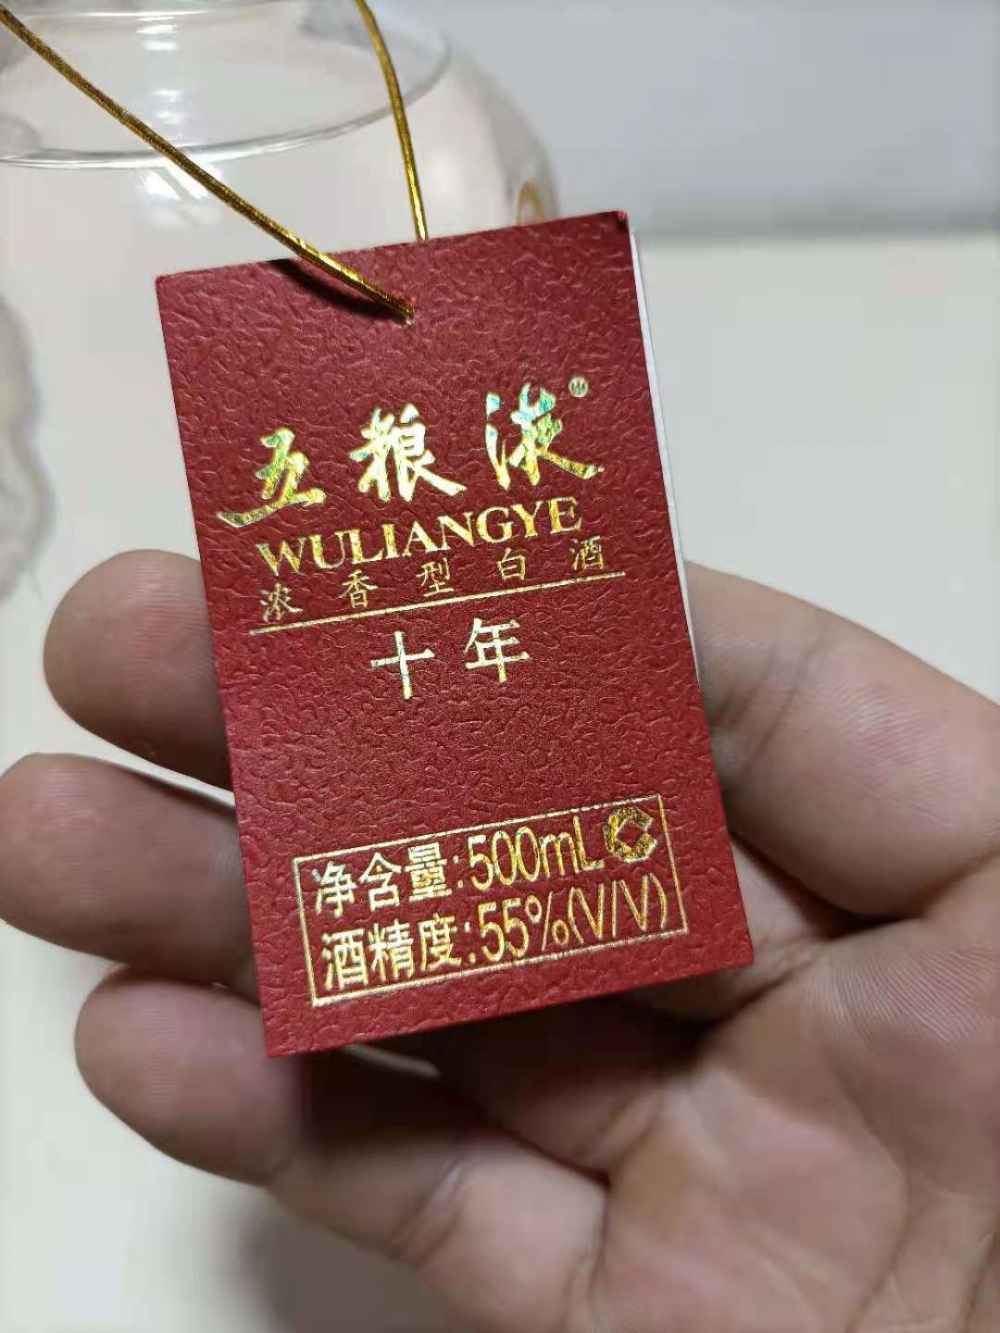 五粮液®
WULIANGYE
浓香型白酒
十年
净含量:500mL
酒精度:55%(V/V)